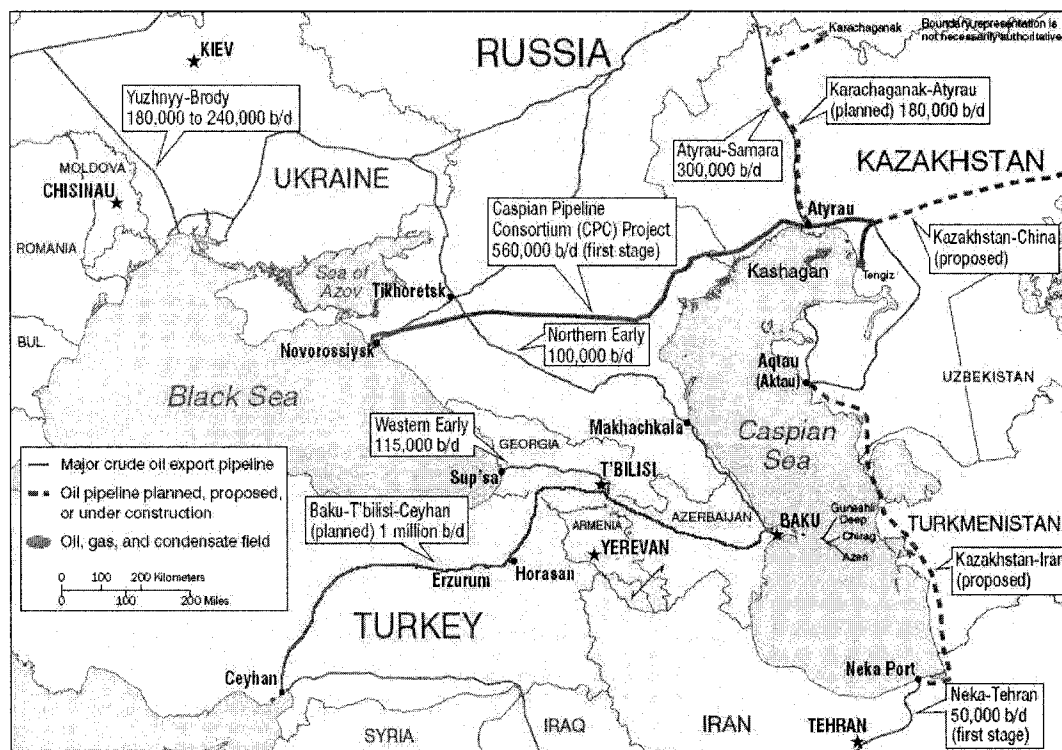 Karachaganak
Boundary representation is
not necessarily authoritative
KIEV
RUSSIA
Yuzhnyy-Brody
180,000 to 240,000 b/d
Karachaganak-Atyrau
(planned) 180,000 b/d
Atyrau-Samara
300,000 b/d
MOLDOVA
CHISINAU
UKRAINE
KAZAKHSTAN
Caspian Pipeline
Consortium (CPC) Project
560,000 b/d (first stage)
Atyrau
ROMANIA
Kazakhstan-China
(proposed)
Sea of
Azov
Kashagan
Tengiz
Tikhoretsk
BUL.
Novorossiysk
Northern Early
100,000 b/d
Aqtau
(Aktau)
UZBEKISTAN
Black Sea
Western Early
115,000 b/d
Makhachkala
Caspian
Sea
GEORGIA
Major crude oil export pipeline
Sup'sa
T'BILISI
Oil pipeline planned, proposed,
or under construction
Baku-T'bilisi-Ceyhan
(planned) 1 million b/d
ARMENIA
AZERBAIJAN
BAKU
Guneshli
Deep
Chirag
Azeri
TURKMENISTAN
Oil, gas, and condensate field
YEREVAN
Kazakhstan-Iran
(proposed)
0 100 200 Kilometers
0 100 200 Miles
Erzurum
Horasan
TURKEY
Ceyhan
Neka Port
Neka-Tehran
50,000 b/d
(first stage)
SYRIA
IRAQ
IRAN
TEHRAN